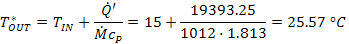 T*OUT = TIN + Q̇′/Ṁcp = 15 + 19393.25/1012 · 1.813 = 25.57 °C